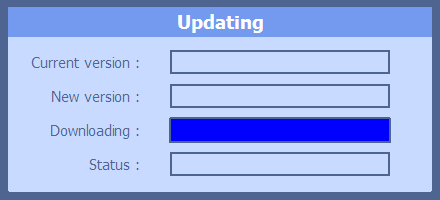 Updating
Current version :
New version :
Downloading :
Status :